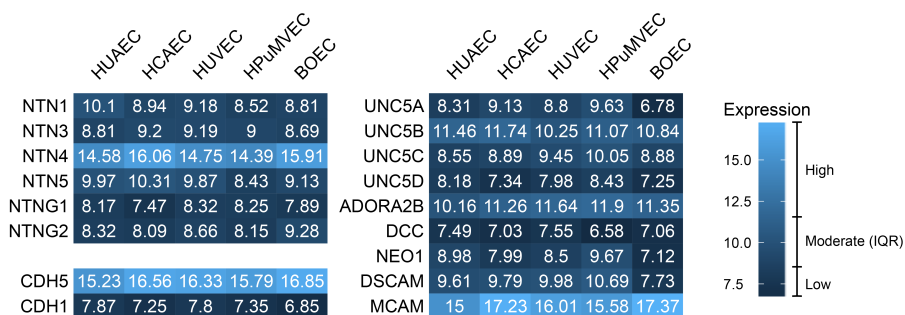 HUAEC HCAEC HUVEC HPuMVEC BOEC
NTN1 10.1 8.94 9.18 8.52 8.81
NTN3 8.81 9.2 9.19 9 8.69
NTN4 14.58 16.06 14.75 14.39 15.91
NTN5 9.97 10.31 9.87 8.43 9.13
NTNG1 8.17 7.47 8.32 8.25 7.89
NTNG2 8.32 8.09 8.66 8.15 9.28
CDH5 15.23 16.56 16.33 15.79 16.85
CDH1 7.87 7.25 7.8 7.35 6.85
HUAEC HCAEC HUVEC HPuMVEC BOEC
UNC5A 8.31 9.13 8.8 9.63 6.78
UNC5B 11.46 11.74 10.25 11.07 10.84
UNC5C 8.55 8.89 9.45 10.05 8.88
UNC5D 8.18 7.34 7.98 8.43 7.25
ADORA2B 10.16 11.26 11.64 11.9 11.35
DCC 7.49 7.03 7.55 6.58 7.06
NEO1 8.98 7.99 8.5 9.67 7.12
DSCAM 9.61 9.79 9.98 10.69 7.73
MCAM 15 17.23 16.01 15.58 17.37
Expression
15.0
High
12.5
10.0 Moderate (IQR)
7.5 Low